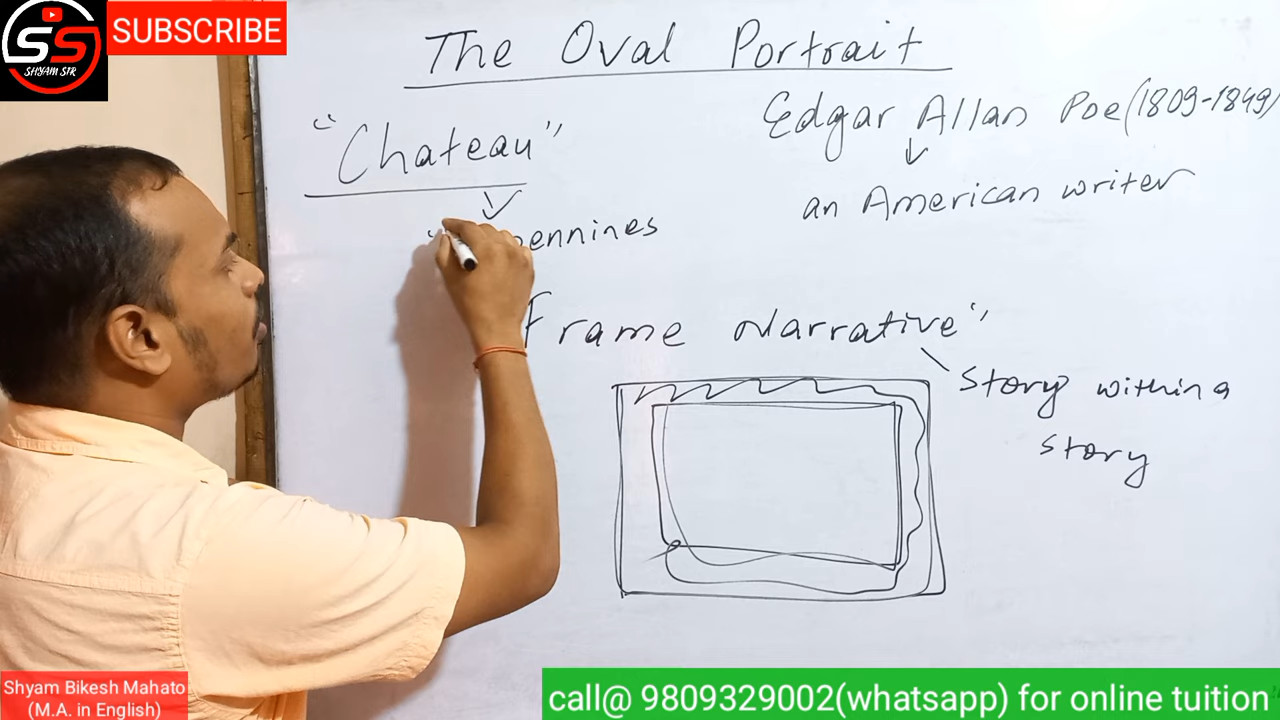 SS
SHYAM SIR
SUBSCRIBE
The Oval Portrait
"Chateau"
Edgar Allan Poe (1809-1849)
an American writer
Frame Narrative"
Story within a
story
Shyam Bikesh Mahato
(M.A. in English)
call@ 9809329002(whatsapp) for online tuition